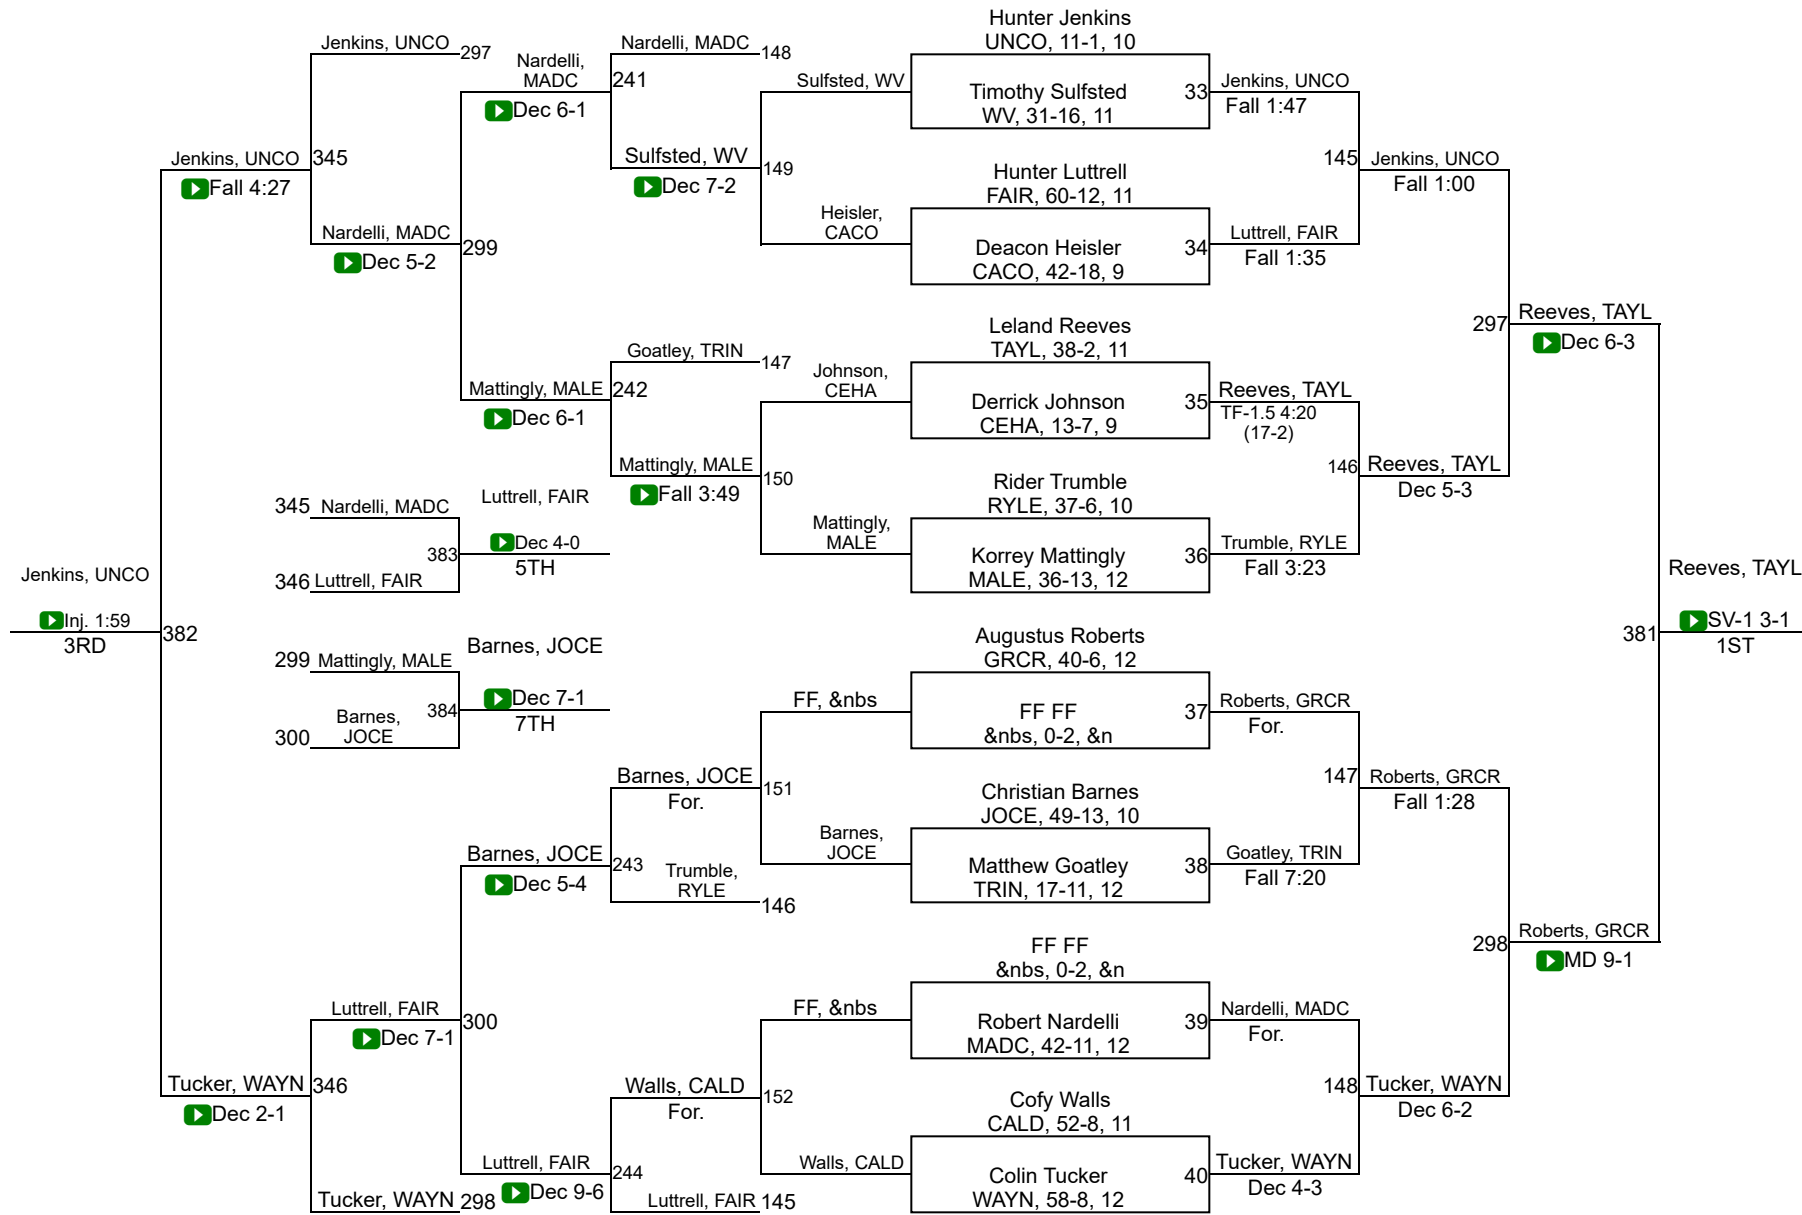 Hunter Jenkins
UNCO, 11-1, 10
Timothy Sulfsted
WV, 31-16, 11
33
Hunter Luttrell
FAIR, 60-12, 11
Deacon Heisler
CACO, 42-18, 9
34
Leland Reeves
TAYL, 38-2, 11
Derrick Johnson
CEHA, 13-7, 9
35
Rider Trumble
RYLE, 37-6, 10
Korrey Mattingly
MALE, 36-13, 12
36
Augustus Roberts
GRCR, 40-6, 12
FF FF
&nbs, 0-2, &n
37
Christian Barnes
JOCE, 49-13, 10
Matthew Goatley
TRIN, 17-11, 12
38
FF FF
&nbs, 0-2, &n
Robert Nardelli
MADC, 42-11, 12
39
Cofy Walls
CALD, 52-8, 11
Colin Tucker
WAYN, 58-8, 12
40
Jenkins, UNCO
Fall 1:47
145
Luttrell, FAIR
Fall 1:35
Reeves, TAYL
TF-1.5 4:20
(17-2)
146
Trumble, RYLE
Fall 3:23
Roberts, GRCR
For.
147
Goatley, TRIN
Fall 7:20
Nardelli, MADC
For.
148
Tucker, WAYN
Dec 4-3
Jenkins, UNCO
Fall 1:00
297
Reeves, TAYL
Dec 5-3
Roberts, GRCR
Fall 1:28
298
Tucker, WAYN
Dec 6-2
Reeves, TAYL
Dec 6-3
381
Roberts, GRCR
MD 9-1
Reeves, TAYL
SV-1 3-1
1ST
Sulfsted, WV
149
Heisler,
CACO
Johnson,
CEHA
150
Mattingly,
MALE
FF, &nbs
151
Barnes,
JOCE
FF, &nbs
152
Walls, CALD
Nardelli, MADC
148
241
Sulfsted, WV
Dec 7-2
Goatley, TRIN
147
242
Mattingly, MALE
Fall 3:49
Barnes, JOCE
For.
243
Trumble,
RYLE
146
Walls, CALD
For.
244
Luttrell, FAIR
145
Nardelli,
MADC
Dec 6-1
299
Mattingly, MALE
Dec 6-1
Barnes, JOCE
Dec 5-4
300
Luttrell, FAIR
Dec 9-6
Jenkins, UNCO
297
345
Nardelli, MADC
Dec 5-2
Luttrell, FAIR
Dec 7-1
346
Tucker, WAYN
298
Jenkins, UNCO
Fall 4:27
382
Tucker, WAYN
Dec 2-1
Jenkins, UNCO
Inj. 1:59
3RD
345
Nardelli, MADC
383
346
Luttrell, FAIR
Luttrell, FAIR
Dec 4-0
5TH
299
Mattingly, MALE
384
300
Barnes,
JOCE
Barnes, JOCE
Dec 7-1
7TH